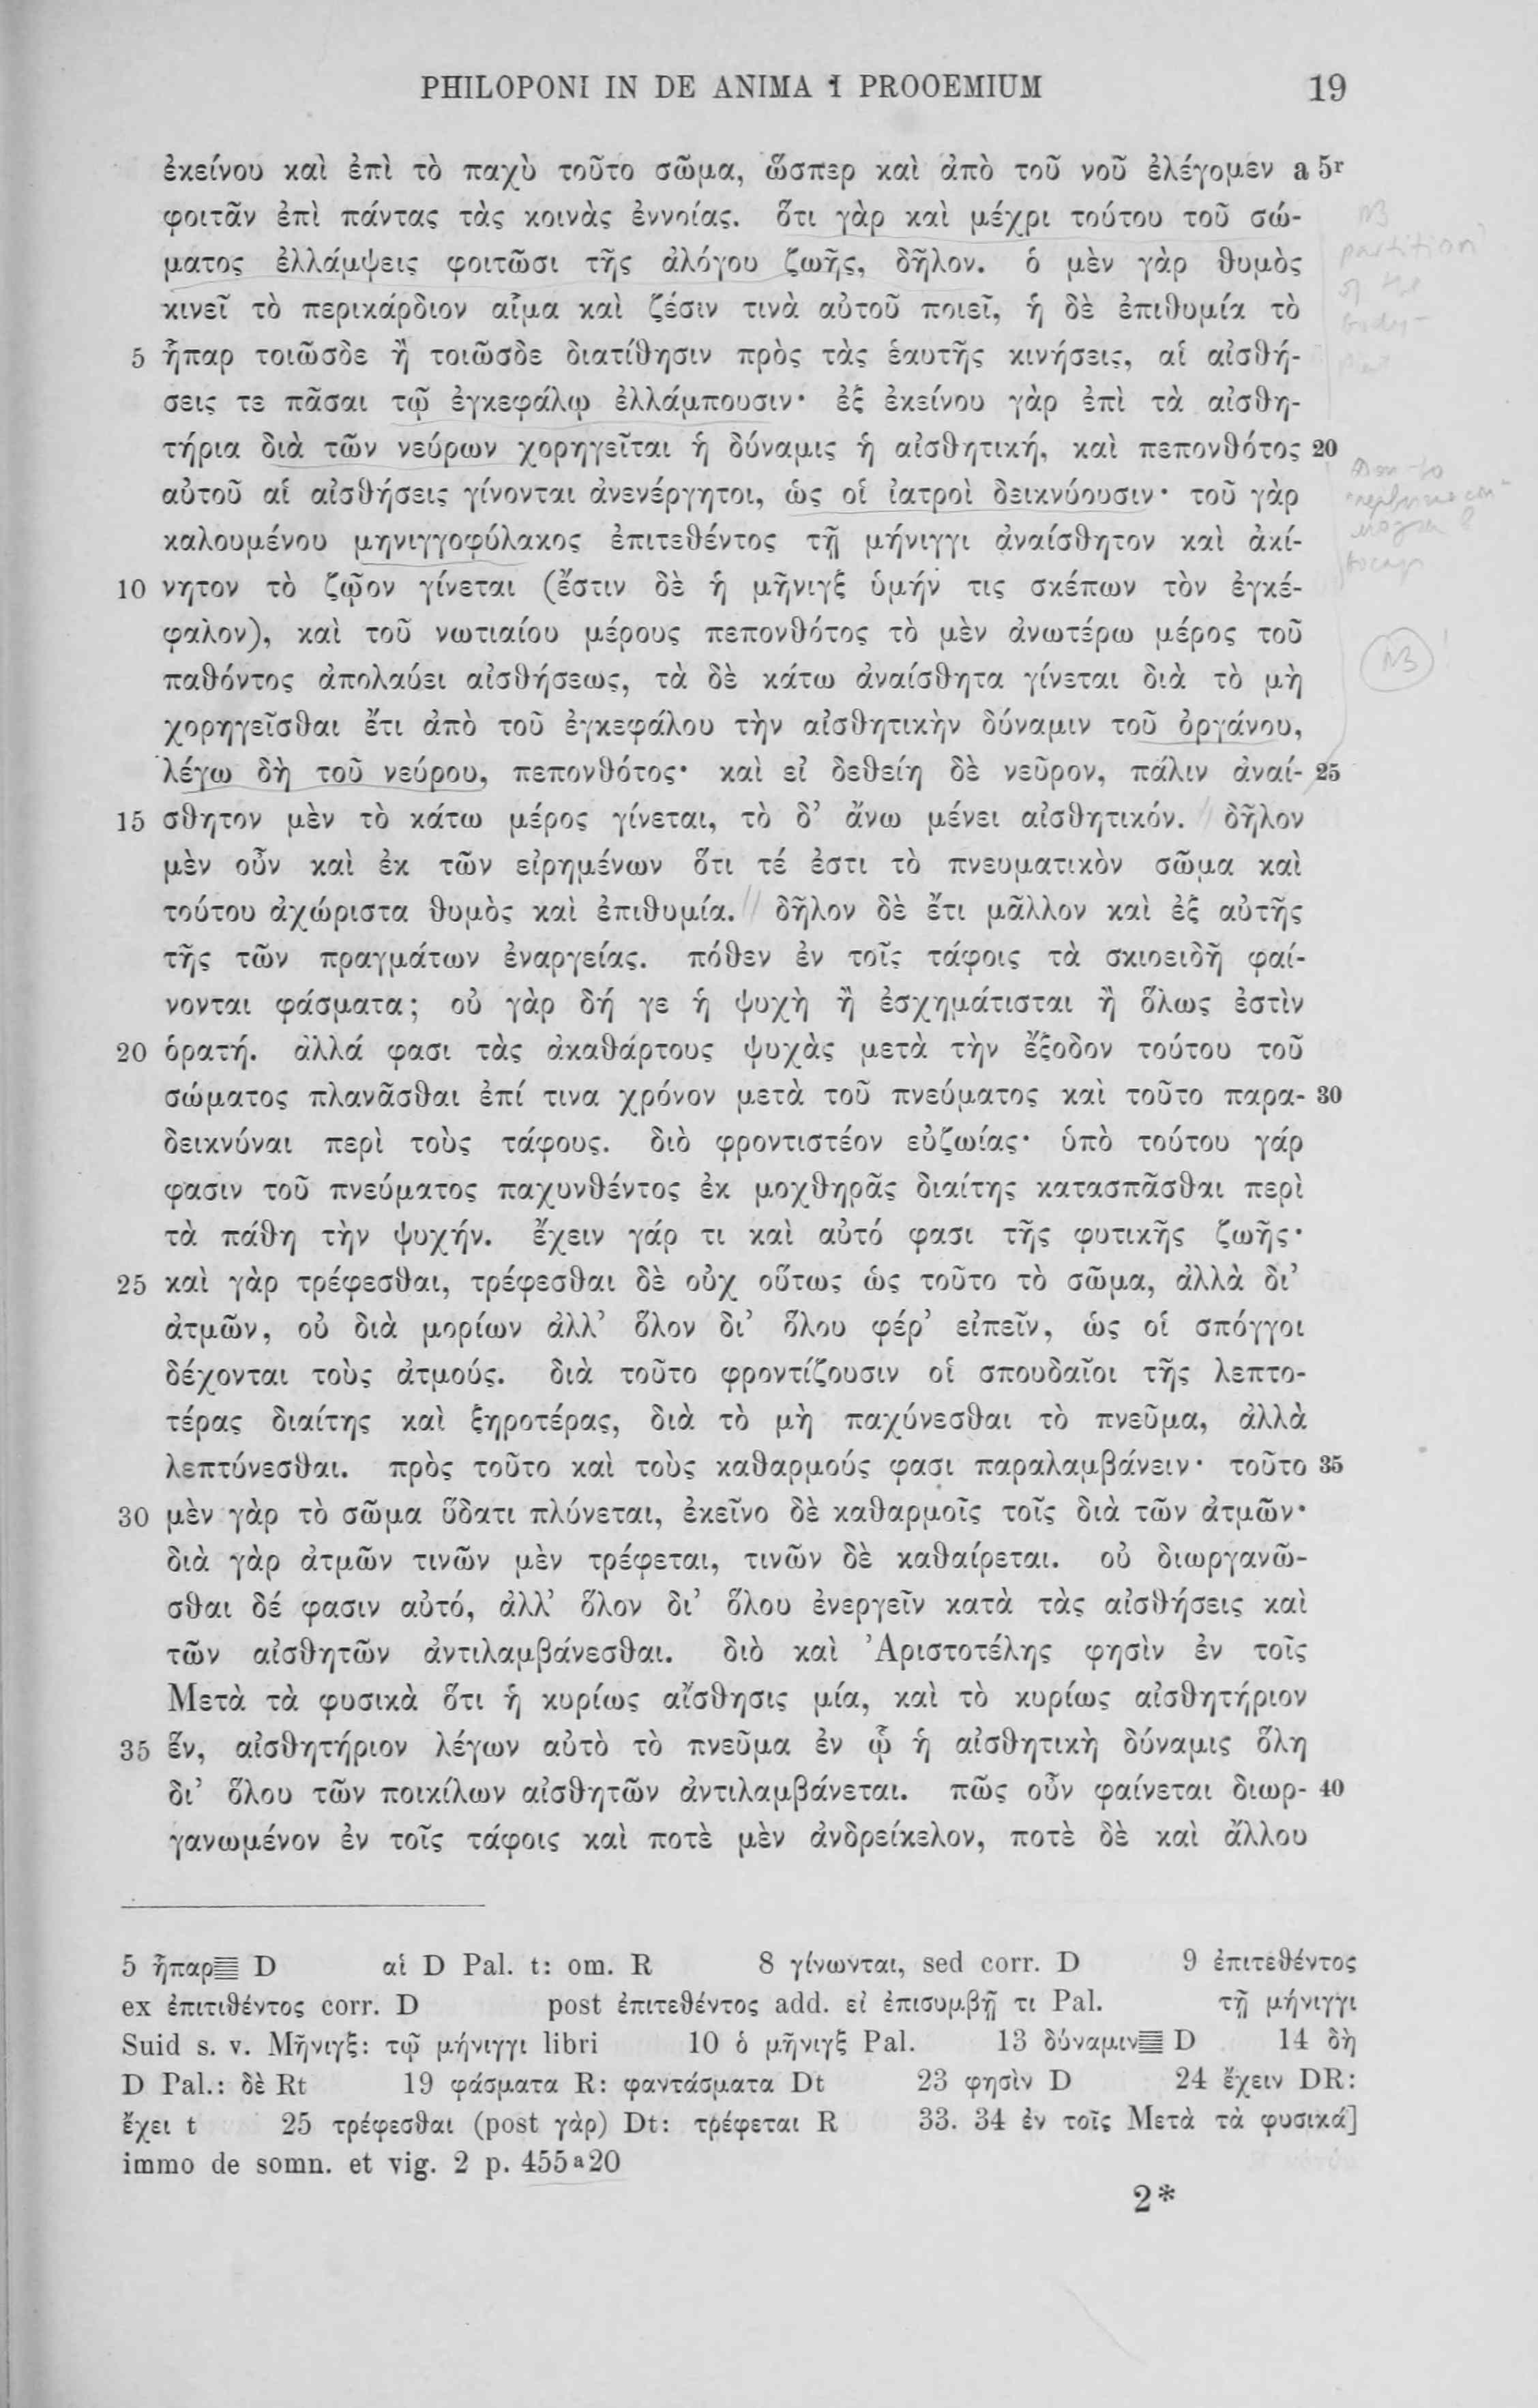 PHILOPONI IN DE ANIMA I PROOEMIUM 19
ἐκείνου καὶ ἐπὶ τὸ παχὺ τοῦτο σῶμα, ὥσπερ καὶ ἀπὸ τοῦ νοῦ ἐλέγομεν a 5r
φοιτᾶν ἐπὶ πάντας τὰς κοινὰς ἐννοίας. ὅτι γὰρ καὶ μέχρι τούτου τοῦ σώ-
ματος ἐλλάμψεις φοιτῶσι τῆς ἀλόγου ζωῆς, δῆλον. ὁ μὲν γὰρ θυμὸς
κινεῖ τὸ περικάρδιον αἷμα καὶ ζέσιν τινὰ αὐτοῦ ποιεῖ, ἡ δὲ ἐπιθυμία τὸ
5 ἧπαρ τοιῶσδε ἢ τοιῶσδε διατίθησιν πρὸς τὰς ἑαυτῆς κινήσεις, αἱ αἰσθή-
σεις τε πᾶσαι τῷ ἐγκεφάλῳ ἐλλάμπουσιν· ἐξ ἐκείνου γὰρ ἐπὶ τὰ αἰσθη-
τήρια διὰ τῶν νεύρων χορηγεῖται ἡ δύναμις ἡ αἰσθητική, καὶ πεπονθότος 20
αὐτοῦ αἱ αἰσθήσεις γίνονται ἀνενέργητοι, ὡς οἱ ἰατροὶ δεικνύουσιν· τοῦ γὰρ
καλουμένου μηνιγγοφύλακος ἐπιτεθέντος τῇ μήνιγγι ἀναίσθητον καὶ ἀκί-
10 νητον τὸ ζῷον γίνεται (ἔστιν δὲ ἡ μῆνιγξ ὑμήν τις σκέπων τὸν ἐγκέ-
φαλον), καὶ τοῦ νωτιαίου μέρους πεπονθότος τὸ μὲν ἀνωτέρω μέρος τοῦ
παθόντος ἀπολαύει αἰσθήσεως, τὰ δὲ κάτω ἀναίσθητα γίνεται διὰ τὸ μὴ
χορηγεῖσθαι ἔτι ἀπὸ τοῦ ἐγκεφάλου τὴν αἰσθητικὴν δύναμιν τοῦ ὀργάνου,
λέγω δὴ τοῦ νεύρου, πεπονθότος· καὶ εἰ δεθείη δὲ νεῦρον, πάλιν ἀναί- 25
15 σθητον μὲν τὸ κάτω μέρος γίνεται, τὸ δ’ ἄνω μένει αἰσθητικόν. δῆλον
μὲν οὖν καὶ ἐκ τῶν εἰρημένων ὅτι τέ ἐστι τὸ πνευματικὸν σῶμα καὶ
τούτου ἀχώριστα θυμὸς καὶ ἐπιθυμία. δῆλον δὲ ἔτι μᾶλλον καὶ ἐξ αὐτῆς
τῆς τῶν πραγμάτων ἐναργείας. πόθεν ἐν τοῖς τάφοις τὰ σκιοειδῆ φαί-
νονται φάσματα; οὐ γὰρ δή γε ἡ ψυχὴ ἢ ἐσχημάτισται ἢ ὅλως ἐστὶν
20 ὁρατή. ἀλλά φασι τὰς ἀκαθάρτους ψυχὰς μετὰ τὴν ἔξοδον τούτου τοῦ
σώματος πλανᾶσθαι ἐπί τινα χρόνον μετὰ τοῦ πνεύματος καὶ τοῦτο παρα- 30
δεικνύναι περὶ τοὺς τάφους. διὸ φροντιστέον εὐζωίας· ὑπὸ τούτου γάρ
φασιν τοῦ πνεύματος παχυνθέντος ἐκ μοχθηρᾶς διαίτης κατασπᾶσθαι περὶ
τὰ πάθη τὴν ψυχήν. ἔχειν γάρ τι καὶ αὐτό φασι τῆς φυτικῆς ζωῆς·
25 καὶ γὰρ τρέφεσθαι, τρέφεσθαι δὲ οὐχ οὕτως ὡς τοῦτο τὸ σῶμα, ἀλλὰ δι’
ἀτμῶν, οὐ διὰ μορίων ἀλλ’ ὅλον δι’ ὅλου φέρ’ εἰπεῖν, ὡς οἱ σπόγγοι
δέχονται τοὺς ἀτμούς. διὰ τοῦτο φροντίζουσιν οἱ σπουδαῖοι τῆς λεπτο-
τέρας διαίτης καὶ ξηροτέρας, διὰ τὸ μὴ παχύνεσθαι τὸ πνεῦμα, ἀλλὰ
λεπτύνεσθαι. πρὸς τοῦτο καὶ τοὺς καθαρμούς φασι παραλαμβάνειν· τοῦτο 35
30 μὲν γὰρ τὸ σῶμα ὕδατι πλύνεται, ἐκεῖνο δὲ καθαρμοῖς τοῖς διὰ τῶν ἀτμῶν·
διὰ γὰρ ἀτμῶν τινῶν μὲν τρέφεται, τινῶν δὲ καθαίρεται. οὐ διωργανῶ-
σθαι δέ φασιν αὐτό, ἀλλ’ ὅλον δι’ ὅλου ἐνεργεῖν κατὰ τὰς αἰσθήσεις καὶ
τῶν αἰσθητῶν ἀντιλαμβάνεσθαι. διὸ καὶ Ἀριστοτέλης φησὶν ἐν τοῖς
Μετὰ τὰ φυσικὰ ὅτι ἡ κυρίως αἴσθησις μία, καὶ τὸ κυρίως αἰσθητήριον
35 ἕν, αἰσθητήριον λέγων αὐτὸ τὸ πνεῦμα ἐν ᾧ ἡ αἰσθητικὴ δύναμις ὅλη
δι’ ὅλου τῶν ποικίλων αἰσθητῶν ἀντιλαμβάνεται. πῶς οὖν φαίνεται διωρ- 40
γανωμένον ἐν τοῖς τάφοις καὶ ποτὲ μὲν ἀνδρείκελον, ποτὲ δὲ καὶ ἄλλου
5 ἧπαρ D αἱ D Pal. t: om. R 8 γίνωνται, sed corr. D 9 ἐπιτεθέντος
ex ἐπιτιθέντος corr. D post ἐπιτεθέντος add. εἰ ἐπισυμβῇ τι Pal. τῇ μήνιγγι
Suid s. v. Μῆνιγξ: τῷ μήνιγγι libri 10 ὁ μῆνιγξ Pal. 13 δύναμιν D 14 δὴ
D Pal.: δὲ Rt 19 φάσματα R: φαντάσματα Dt 23 φησὶν D 24 ἔχειν DR:
ἔχει t 25 τρέφεσθαι (post γὰρ) Dt: τρέφεται R 33. 34 ἐν τοῖς Μετὰ τὰ φυσικά]
immo de somn. et vig. 2 p. 455a20
2*
NB
partition
of the
body
NB